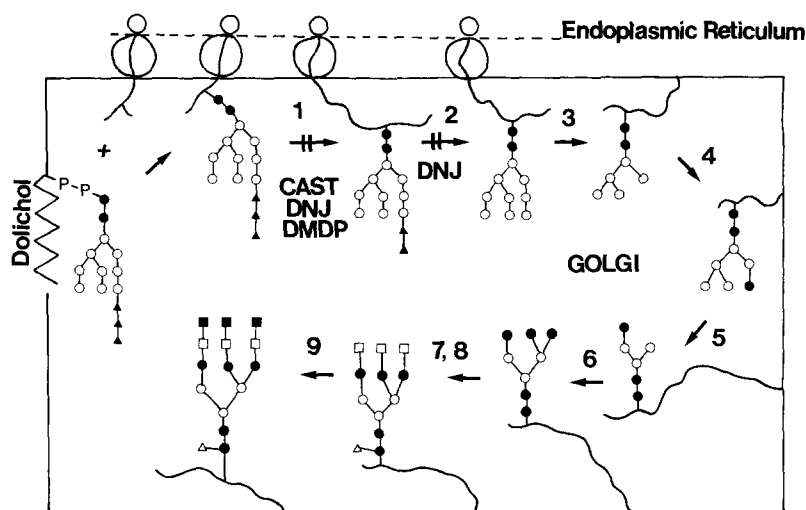 Endoplasmic Reticulum
1
2
3
4
CAST
DNJ
DMDP
DNJ
+
P-P
Dolichol
GOLGI
5
6
7, 8
9